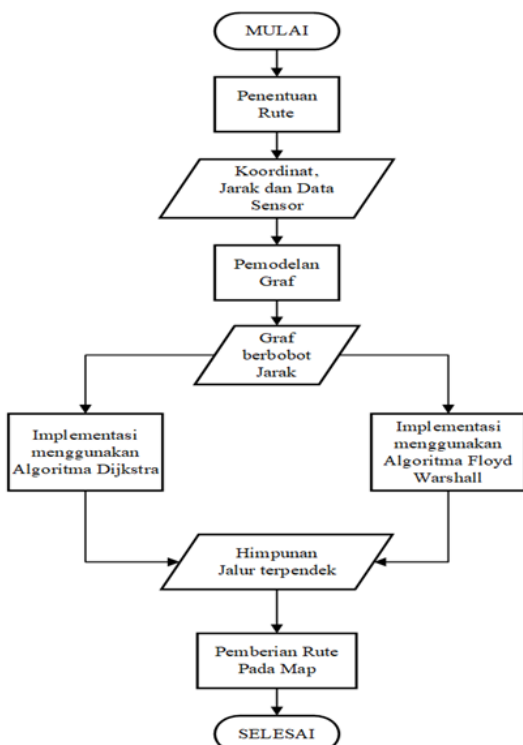 MULAI
Penentuan
Rute
Koordinat,
Jarak dan Data
Sensor
Pemodelan
Graf
Graf
berbobot
Jarak
Implementasi
menggunakan
Algoritma Dijkstra
Implementasi
menggunakan
Algoritma Floyd
Warshall
Himpunan
Jalur terpendek
Pemberian Rute
Pada Map
SELESAI